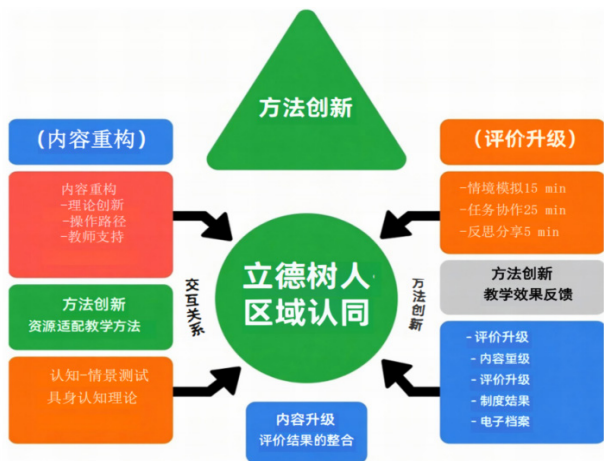 方法创新
（内容重构）
内容重构
-理论创新
-操作路径
-教师支持
方法创新
资源适配教学方法
认知-情景测试
具身认知理论
交互关系
立德树人
区域认同
方法创新
内容升级
评价结果的整合
（评价升级）
-情境模拟15 min
-任务协作25 min
-反思分享5 min
方法创新
教学效果反馈
- 评价升级
- 内容重级
- 评价升级
- 制度结果
- 电子档案